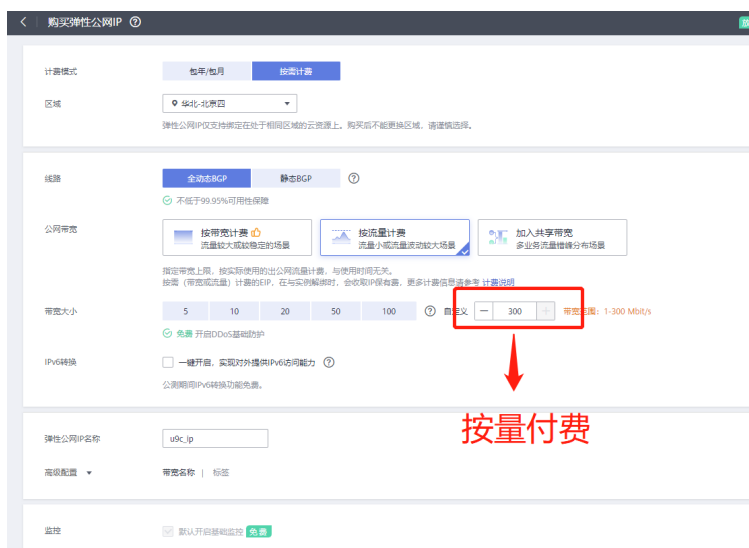 购买弹性公网IP
放
计费模式 包年/包月 按需计费
区域 华北-北京四
弹性公网IP仅支持绑定在处于相同区域的云资源上。购买后不能更换区域，请谨慎选择。
线路 全动态BGP 静态BGP
不低于99.95%可用性保障
公网带宽 按带宽计费 按流量计费 加入共享带宽
流量较大或较稳定的场景 流量小或流量波动较大场景 多业务流量错峰分布场景
指定带宽上限，按实际使用的出公网流量计费，与使用时间无关。
按需（带宽或流量）计费的EIP，在与实例解绑时，会收取IP保有费，更多计费信息请参考 计费说明
带宽大小 5 10 20 50 100 自定义 300 带宽范围：1-300 Mbit/s
免费 开启DDoS基础防护
IPv6转换 一键开启，实现对外提供IPv6访问能力
公测期间IPv6转换功能免费。
按量付费
弹性公网IP名称 u9c_ip
高级配置 带宽名称 | 标签
监控 默认开启基础监控 免费